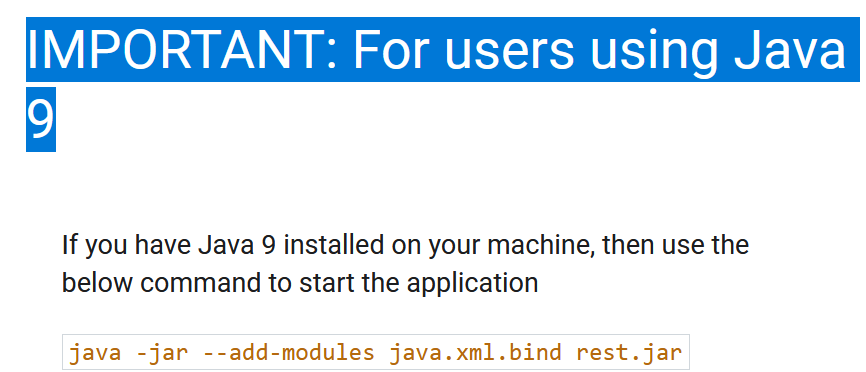 IMPORTANT: For users using Java
9
If you have Java 9 installed on your machine, then use the
below command to start the application
java -jar --add-modules java.xml.bind rest.jar